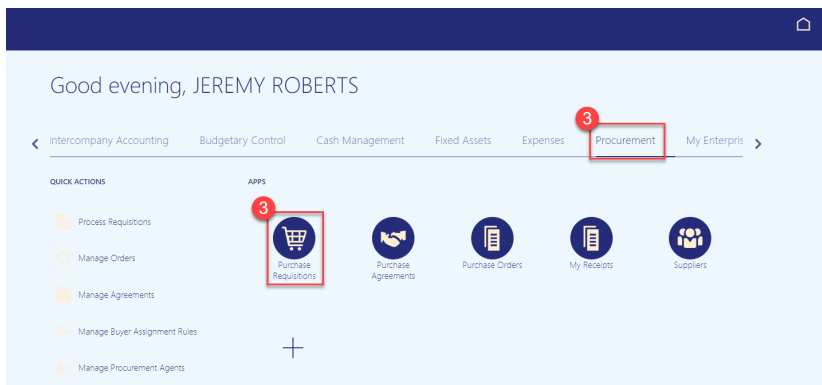 Good evening, JEREMY ROBERTS
3
Intercompany Accounting Budgetary Control Cash Management Fixed Assets Expenses Procurement My Enterpris
QUICK ACTIONS
APPS
Process Requisitions
Manage Orders
Manage Agreements
Manage Buyer Assignment Rules
Manage Procurement Agents
3
Purchase
Requisitions
Purchase
Agreements
Purchase Orders
My Receipts
Suppliers